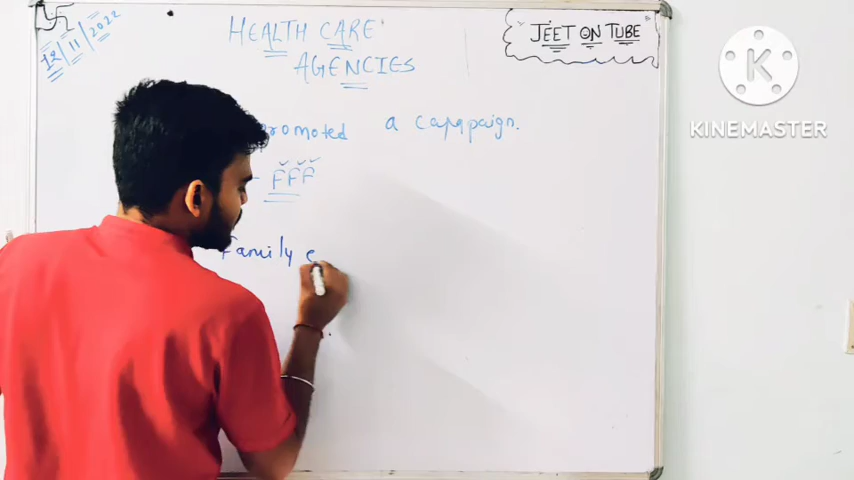 12/11/2022
HEALTH CARE
AGENCIES
"JEET ON TUBE"
K
KINEMASTER
romoted a campaign.
- FFF
Family e